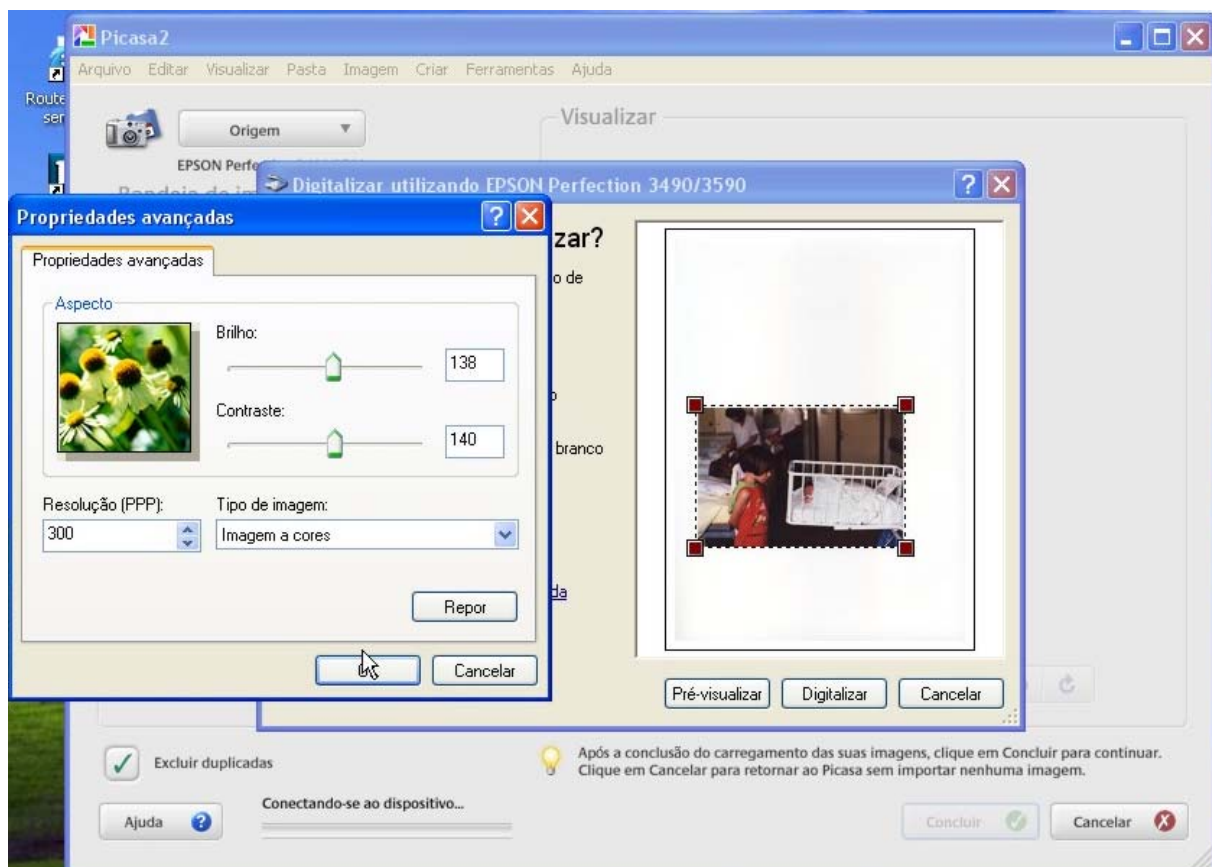 Picasa2
Arquivo Editar Visualizar Pasta Imagem Criar Ferramentas Ajuda
Origem
Visualizar
EPSON
Digitalizar utilizando EPSON Perfection 3490/3590
Propriedades avançadas
Propriedades avançadas
Aspecto
Brilho:
138
Contraste:
140
Resolução (PPP):
300
Tipo de imagem:
Imagem a cores
Repor
Cancelar
zar?
o de
branco
da
Pré-visualizar Digitalizar Cancelar
Excluir duplicadas
Após a conclusão do carregamento das suas imagens, clique em Concluir para continuar.
Clique em Cancelar para retornar ao Picasa sem importar nenhuma imagem.
Ajuda
Conectando-se ao dispositivo...
Concluir
Cancelar